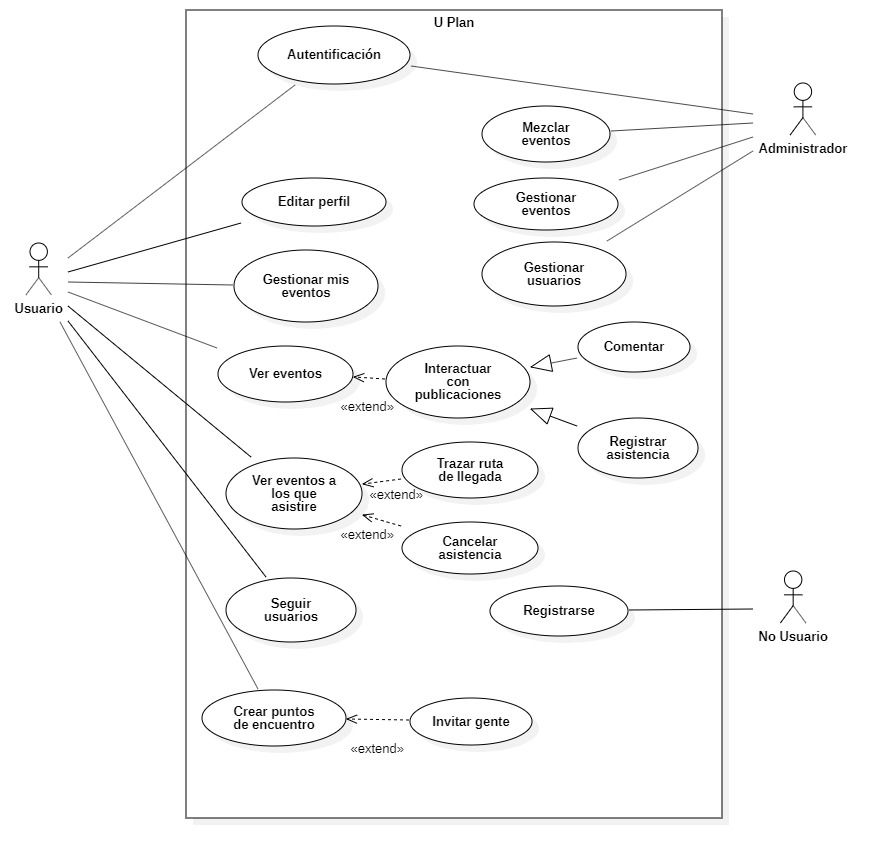 U Plan
Autentificación
Mezclar
eventos
Administrador
Editar perfil
Gestionar
eventos
Gestionar mis
eventos
Gestionar
usuarios
Usuario
Ver eventos
Interactuar
con
publicaciones
Comentar
«extend»
Registrar
asistencia
Ver eventos a
los que
asistire
Trazar ruta
de llegada
«extend»
«extend»
Cancelar
asistencia
Seguir
usuarios
Registrarse
No Usuario
Crear puntos
de encuentro
Invitar gente
«extend»